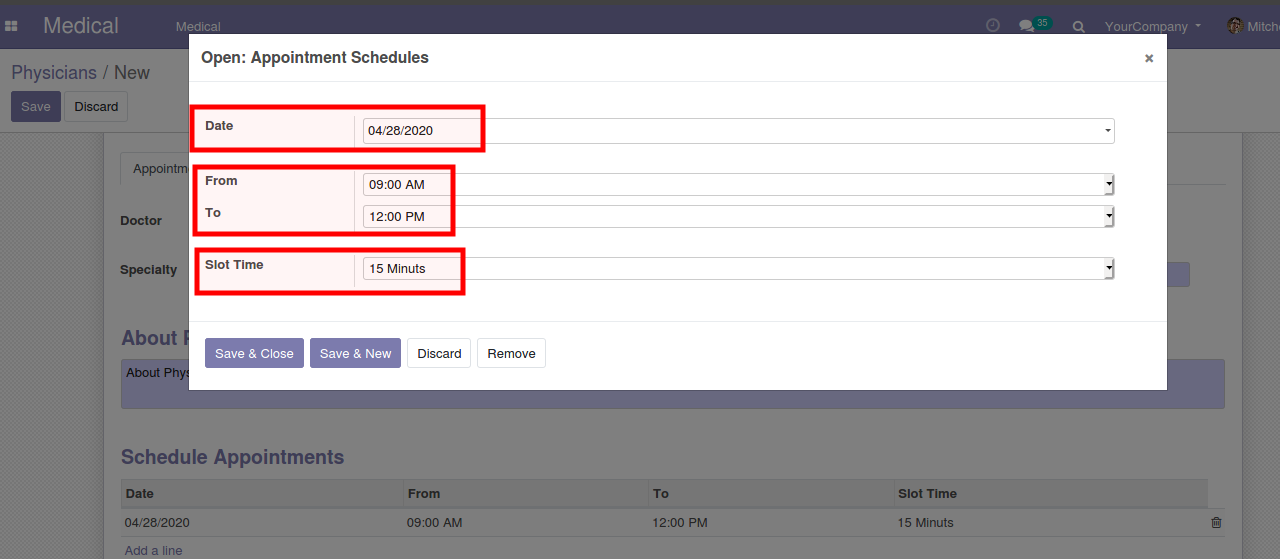 Medical Medical 35 YourCompany Mitche
Open: Appointment Schedules ×
Physicians / New
Save Discard
Date 04/28/2020
Appointm
From 09:00 AM
To 12:00 PM
Doctor
Slot Time 15 Minuts
Specialty
About P
Save & Close Save & New Discard Remove
About Phys
Schedule Appointments
Date From To Slot Time
04/28/2020 09:00 AM 12:00 PM 15 Minuts
Add a line